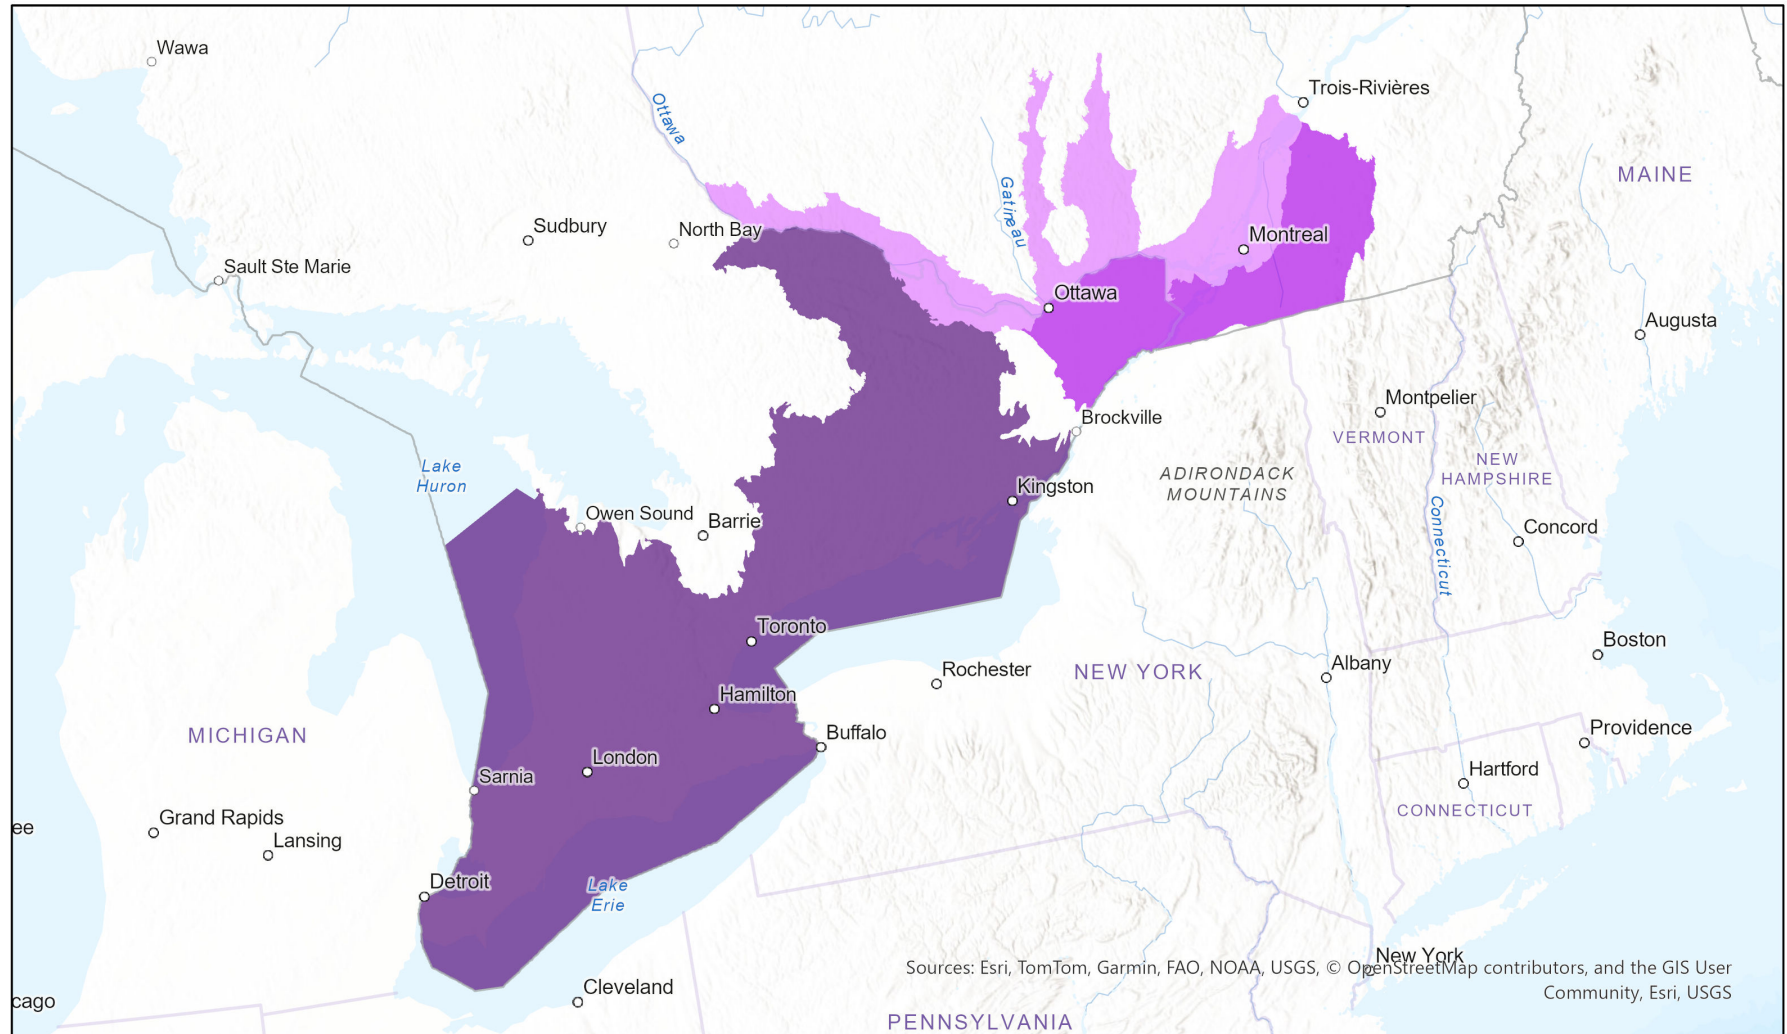 Wawa
Ottawa
Trois-Rivières
MAINE
Gatineau
Sudbury
North Bay
Montreal
Sault Ste Marie
Ottawa
Augusta
Montpelier
Brockville
VERMONT
Lake
Huron
NEW
HAMPSHIRE
ADIRONDACK
MOUNTAINS
Kingston
Owen Sound
Barrie
Connecticut
Concord
Toronto
Boston
Rochester
NEW YORK
Albany
Hamilton
MICHIGAN
Buffalo
Providence
London
Sarnia
Hartford
CONNECTICUT
Grand Rapids
ee
Lansing
Detroit
Lake
Erie
New York
Sources: Esri, TomTom, Garmin, FAO, NOAA, USGS, © OpenStreetMap contributors, and the GIS User
Community, Esri, USGS
Cleveland
cago
PENNSYLVANIA